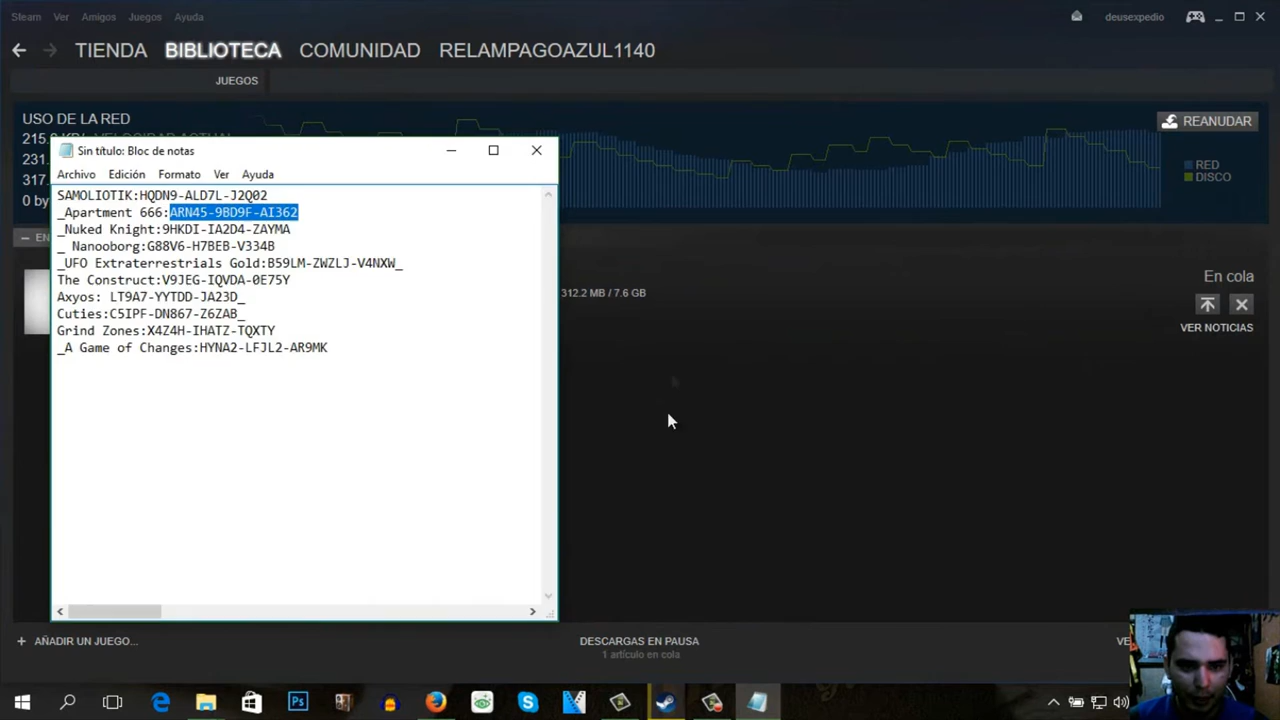 Steam Ver Amigos Juegos Ayuda deusexpedio
TIENDA BIBLIOTECA COMUNIDAD RELAMPAGOAZUL1140
JUEGOS
USO DE LA RED
REANUDAR
RED
DISCO
0 by
Sin título: Bloc de notas
Archivo Edición Formato Ver Ayuda
SAMOLIOTIK:HQDN9-ALD7L-J2Q02
_Apartment 666:ARN45-9BD9F-AI362
_Nuked Knight:9HKDI-IA2D4-ZAYMA
_ Nanooborg:G88V6-H7BEB-V334B
_UFO Extraterrestrials Gold:B59LM-ZWZLJ-V4NXW_
The Construct:V9JEG-IQVDA-0E75Y
Axyos: LT9A7-YYTDD-JA23D_
Cuties:C5IPF-DN867-Z6ZAB_
Grind Zones:X4Z4H-IHATZ-TQXTY
_A Game of Changes:HYNA2-LFJL2-AR9MK
312.2 MB / 7.6 GB
En cola
VER NOTICIAS
+ AÑADIR UN JUEGO...
DESCARGAS EN PAUSA
1 artículo en cola
Ps